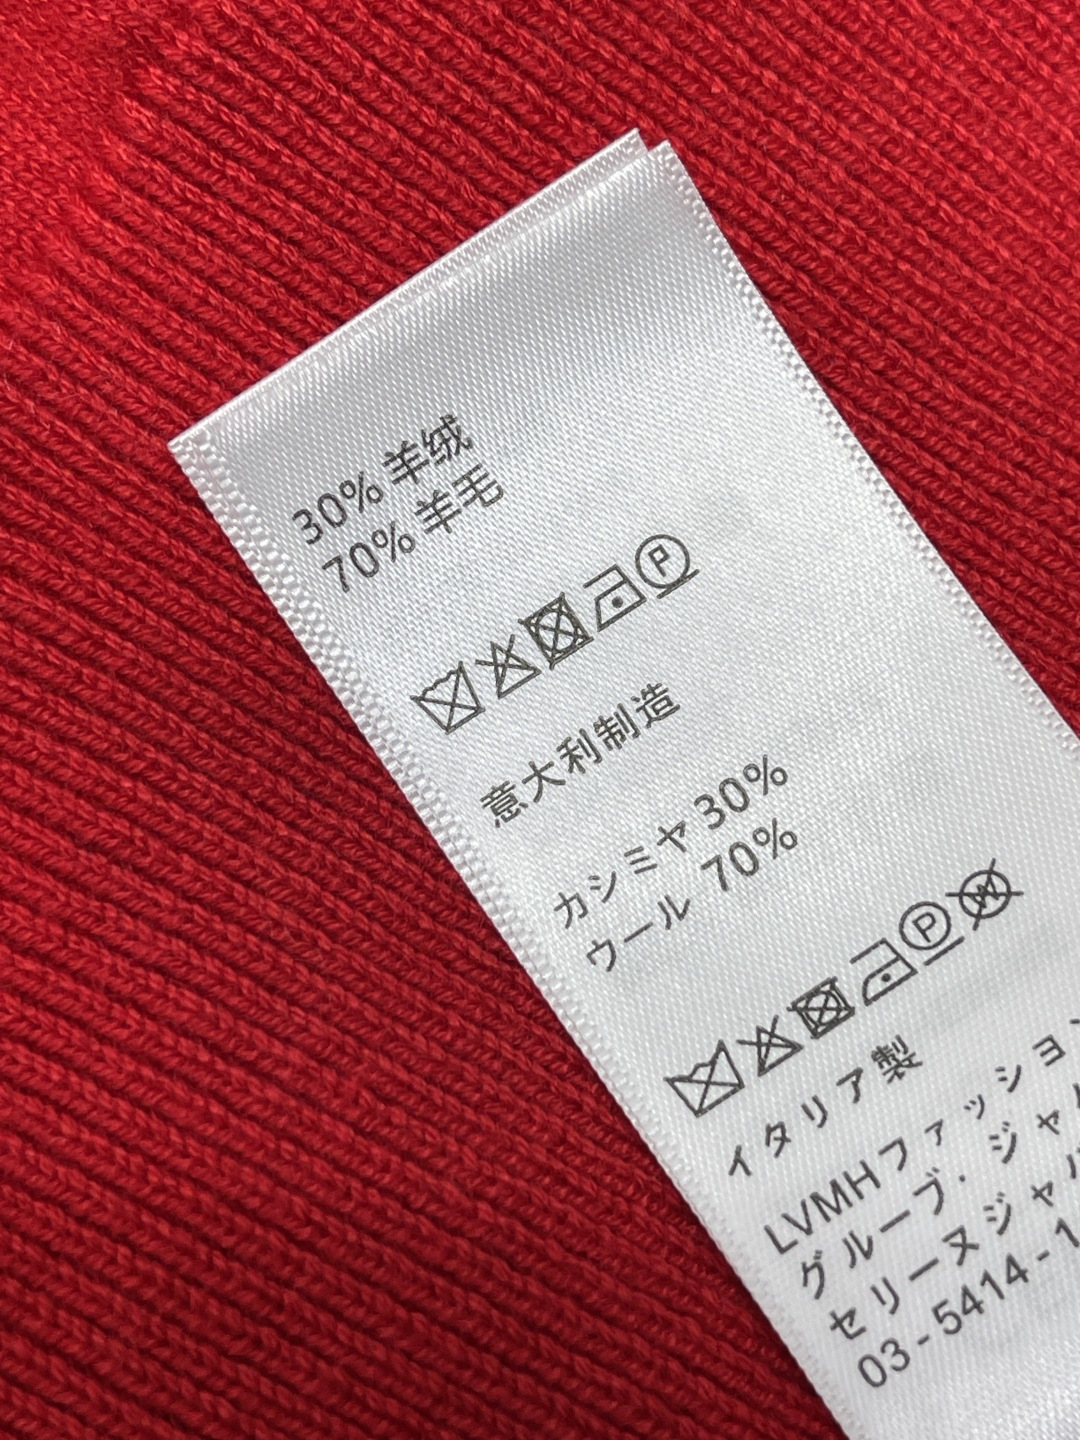 30% 羊绒
70% 羊毛
P
意大利制造
カシミヤ 30%
ウール 70%
P W
イタリア製
LVMHファッション
グループ・ジャ
セリーヌジャパ
03-5414-1